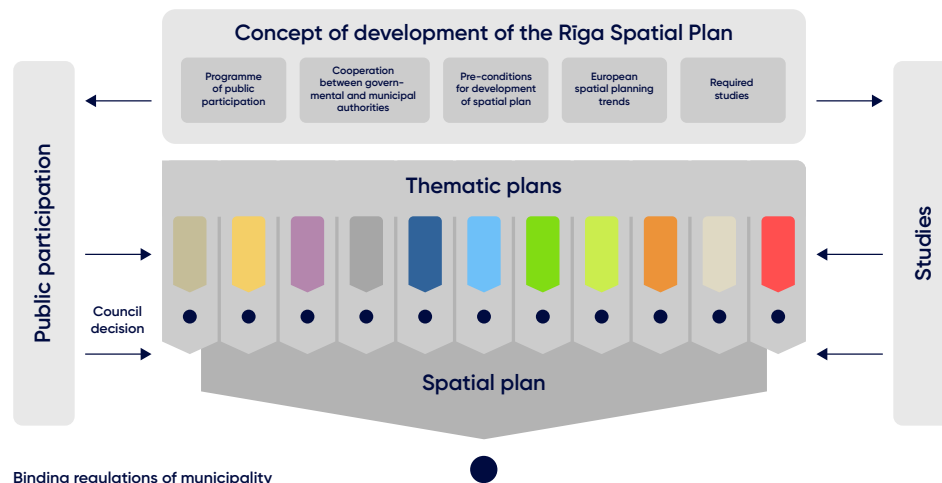 Concept of development of the Rīga Spatial Plan
Programme
of public
participation
Cooperation
between govern-
mental and municipal
authorities
Pre-conditions
for development
of spatial plan
European
spatial planning
trends
Required
studies
Public participation
Thematic plans
Studies
Council
decision
Spatial plan
Binding regulations of municipality